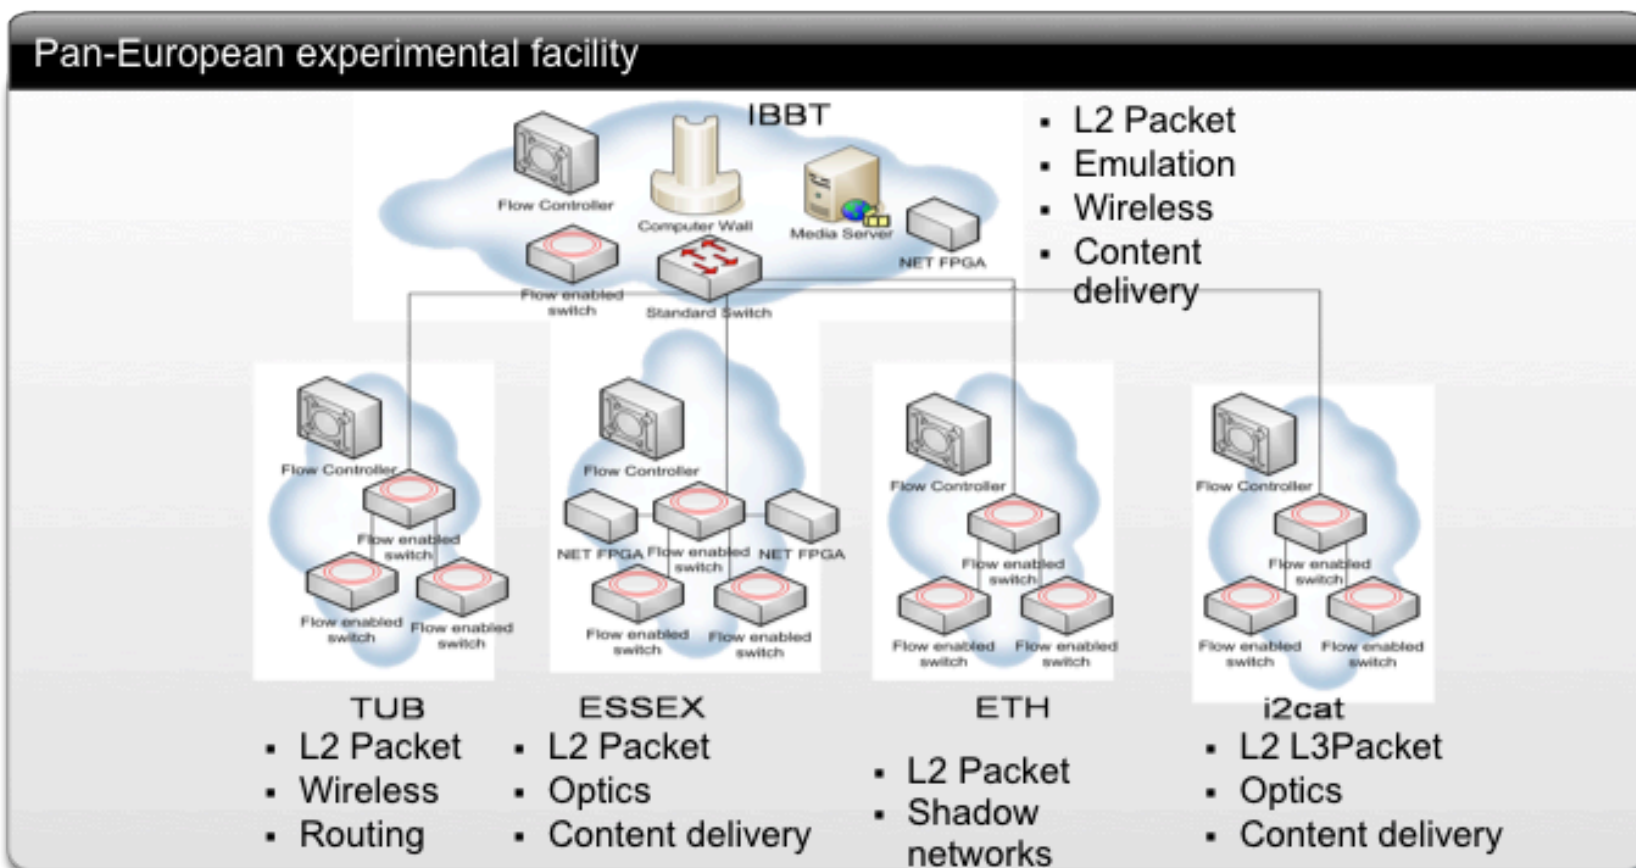 Pan-European experimental facility
IBBT
Flow Controller
Computer Wall
Media Server
NET FPGA
Flow enabled
switch
Standard Switch
▪ L2 Packet
▪ Emulation
▪ Wireless
▪ Content
delivery
Flow Controller
Flow enabled
switch
Flow enabled
switch
Flow enabled
switch
TUB
▪ L2 Packet
▪ Wireless
▪ Routing
Flow Controller
NET FPGA
Flow enabled
switch
NET FPGA
Flow enabled
switch
Flow enabled
switch
ESSEX
▪ L2 Packet
▪ Optics
▪ Content delivery
Flow Controller
Flow enabled
switch
Flow enabled
switch
Flow enabled
switch
ETH
▪ L2 Packet
▪ Shadow
networks
Flow Controller
Flow enabled
switch
Flow enabled
switch
Flow enabled
switch
i2cat
▪ L2 L3Packet
▪ Optics
▪ Content delivery